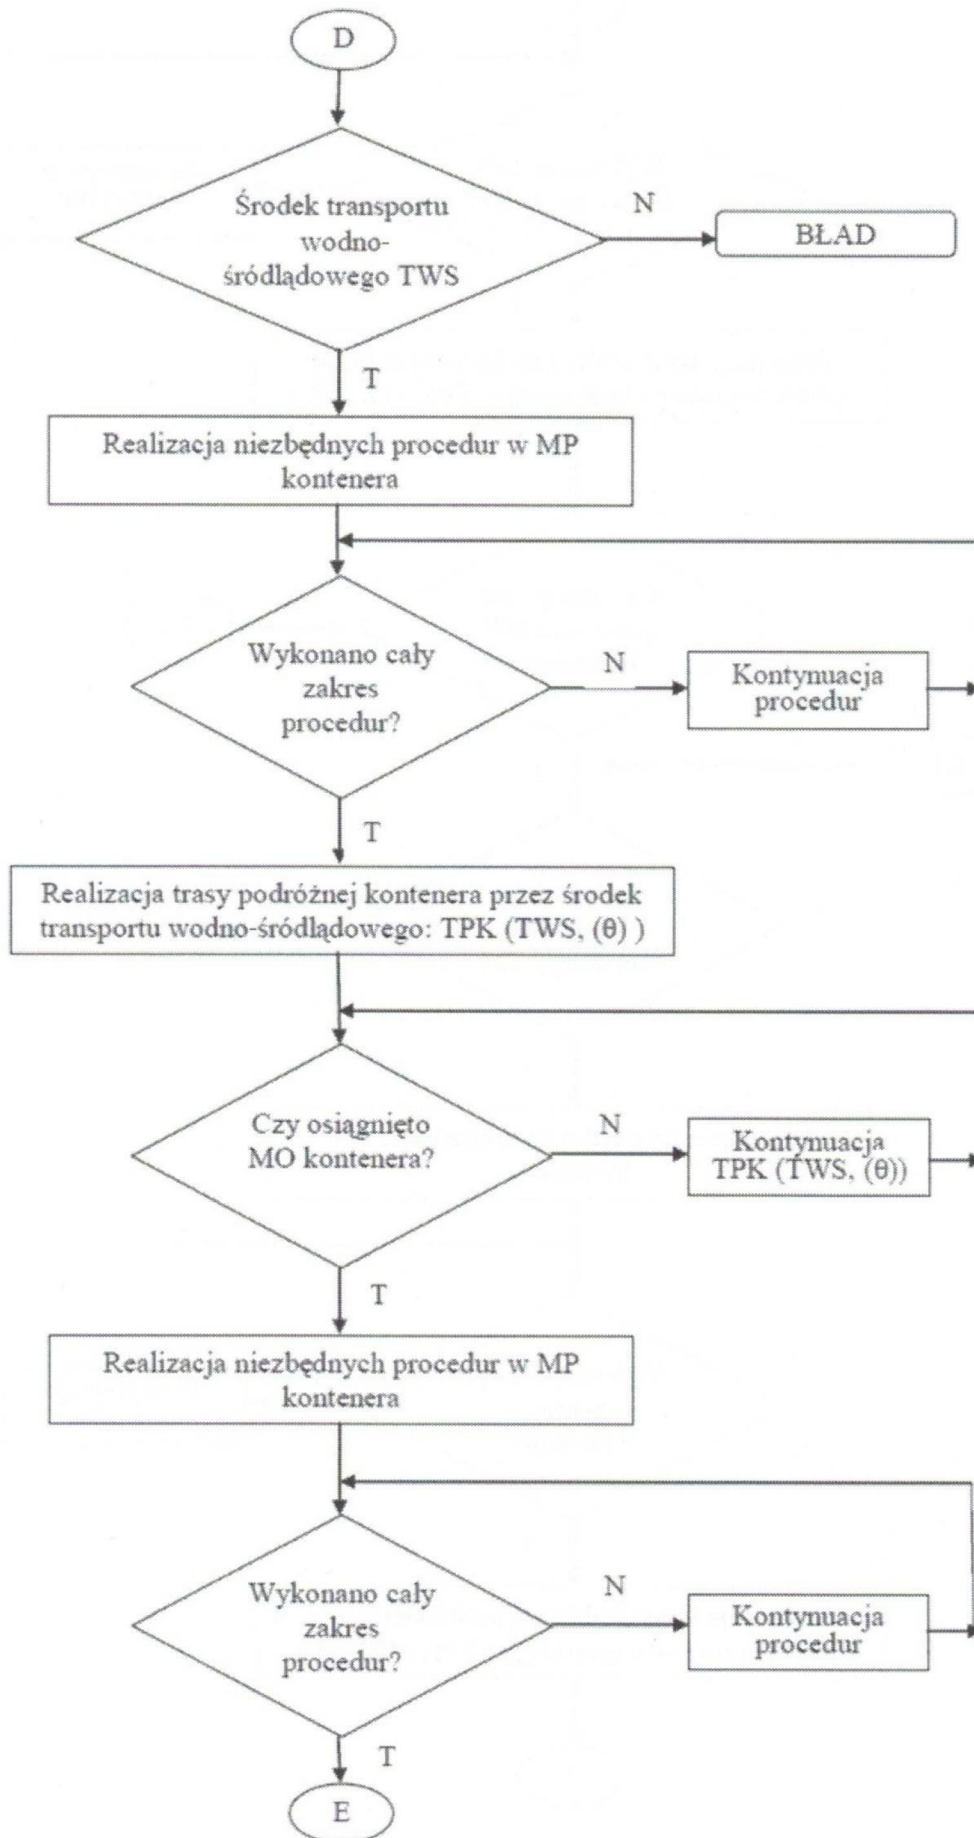 D
Środek transportu
wodno-
śródlądowego TWS
N
BŁAD
T
Realizacja niezbędnych procedur w MP
kontenera
Wykonano cały
zakres
procedur?
N
Kontynuacja
procedur
T
Realizacja trasy podróżnej kontenera przez środek
transportu wodno-śródlądowego: TPK (TWS, (θ) )
Czy osiągnięto
MO kontenera?
N
Kontynuacja
TPK (TWS, (θ))
T
Realizacja niezbędnych procedur w MP
kontenera
Wykonano cały
zakres
procedur?
N
Kontynuacja
procedur
T
E